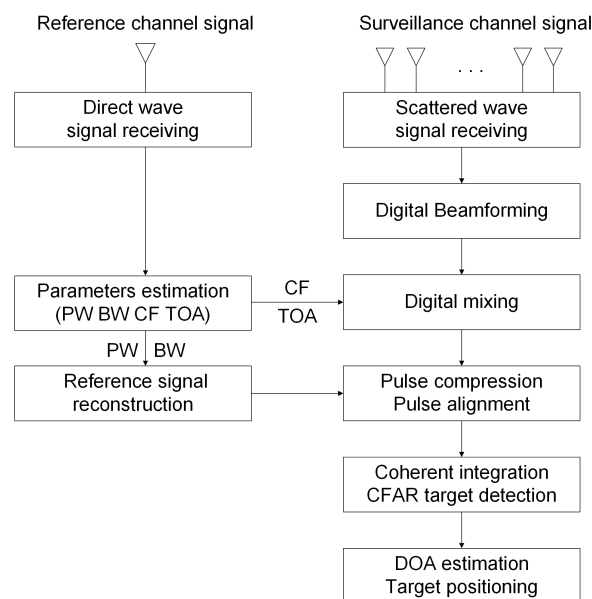 Reference channel signal
Direct wave
signal receiving
Parameters estimation
(PW BW CF TOA)
CF
TOA
PW BW
Reference signal
reconstruction
Surveillance channel signal
. . .
Scattered wave
signal receiving
Digital Beamforming
Digital mixing
Pulse compression
Pulse alignment
Coherent integration
CFAR target detection
DOA estimation
Target positioning